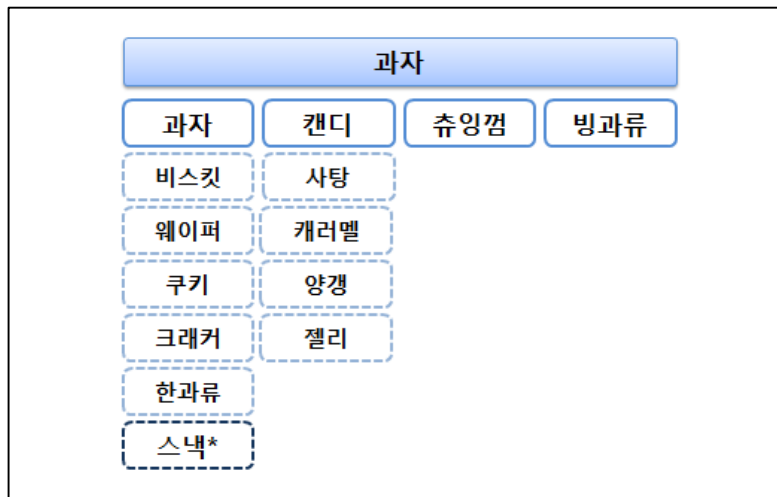 과자
과자 캔디 츄잉껌 빙과류
비스킷 사탕
웨이퍼 캐러멜
쿠키 양갱
크래커 젤리
한과류
스낵*